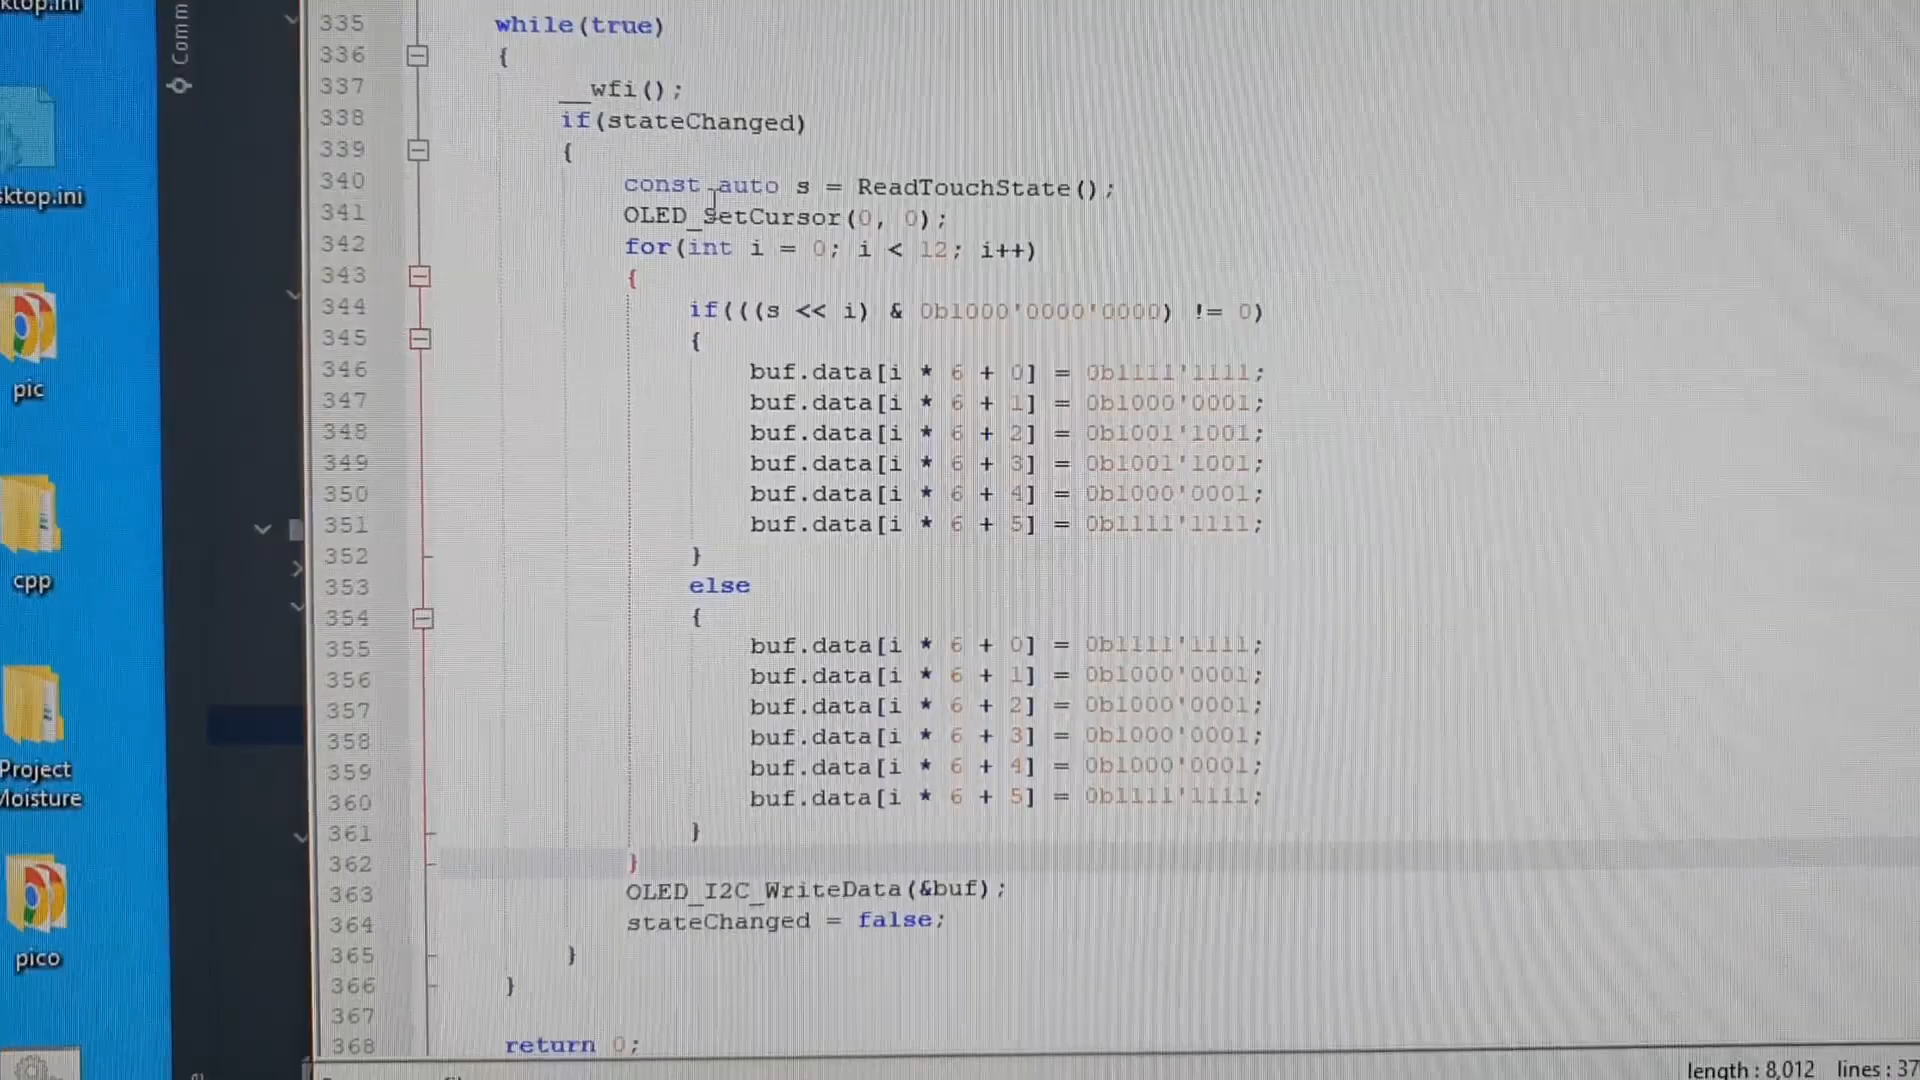 ktop.ini
Comm
ktop.ini
pic
cpp
Project
Moisture
pico
335 while(true)
336 {
337 __wfi();
338 if(stateChanged)
339 {
340 const auto s = ReadTouchState();
341 OLED_SetCursor(0, 0);
342 for(int i = 0; i < 12; i++)
343 {
344 if(((s << i) & 0b1000'0000'0000) != 0)
345 {
346 buf.data[i * 6 + 0] = 0b1111'1111;
347 buf.data[i * 6 + 1] = 0b1000'0001;
348 buf.data[i * 6 + 2] = 0b1001'1001;
349 buf.data[i * 6 + 3] = 0b1001'1001;
350 buf.data[i * 6 + 4] = 0b1000'0001;
351 buf.data[i * 6 + 5] = 0b1111'1111;
352 }
353 else
354 {
355 buf.data[i * 6 + 0] = 0b1111'1111;
356 buf.data[i * 6 + 1] = 0b1000'0001;
357 buf.data[i * 6 + 2] = 0b1000'0001;
358 buf.data[i * 6 + 3] = 0b1000'0001;
359 buf.data[i * 6 + 4] = 0b1000'0001;
360 buf.data[i * 6 + 5] = 0b1111'1111;
361 }
362 }
363 OLED_I2C_WriteData(&buf);
364 stateChanged = false;
365 }
366 }
367
368 return 0;
length : 8,012 lines : 37